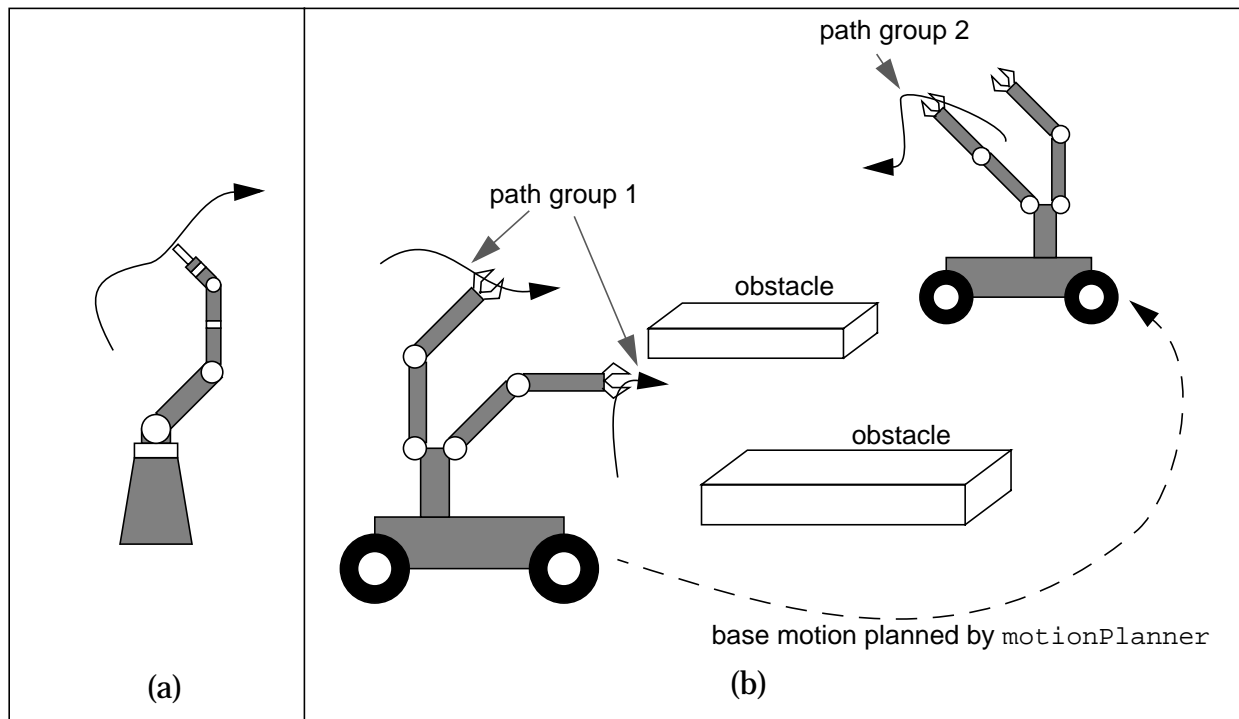 path group 2
path group 1
obstacle
obstacle
base motion planned by motionPlanner
(a)
(b)